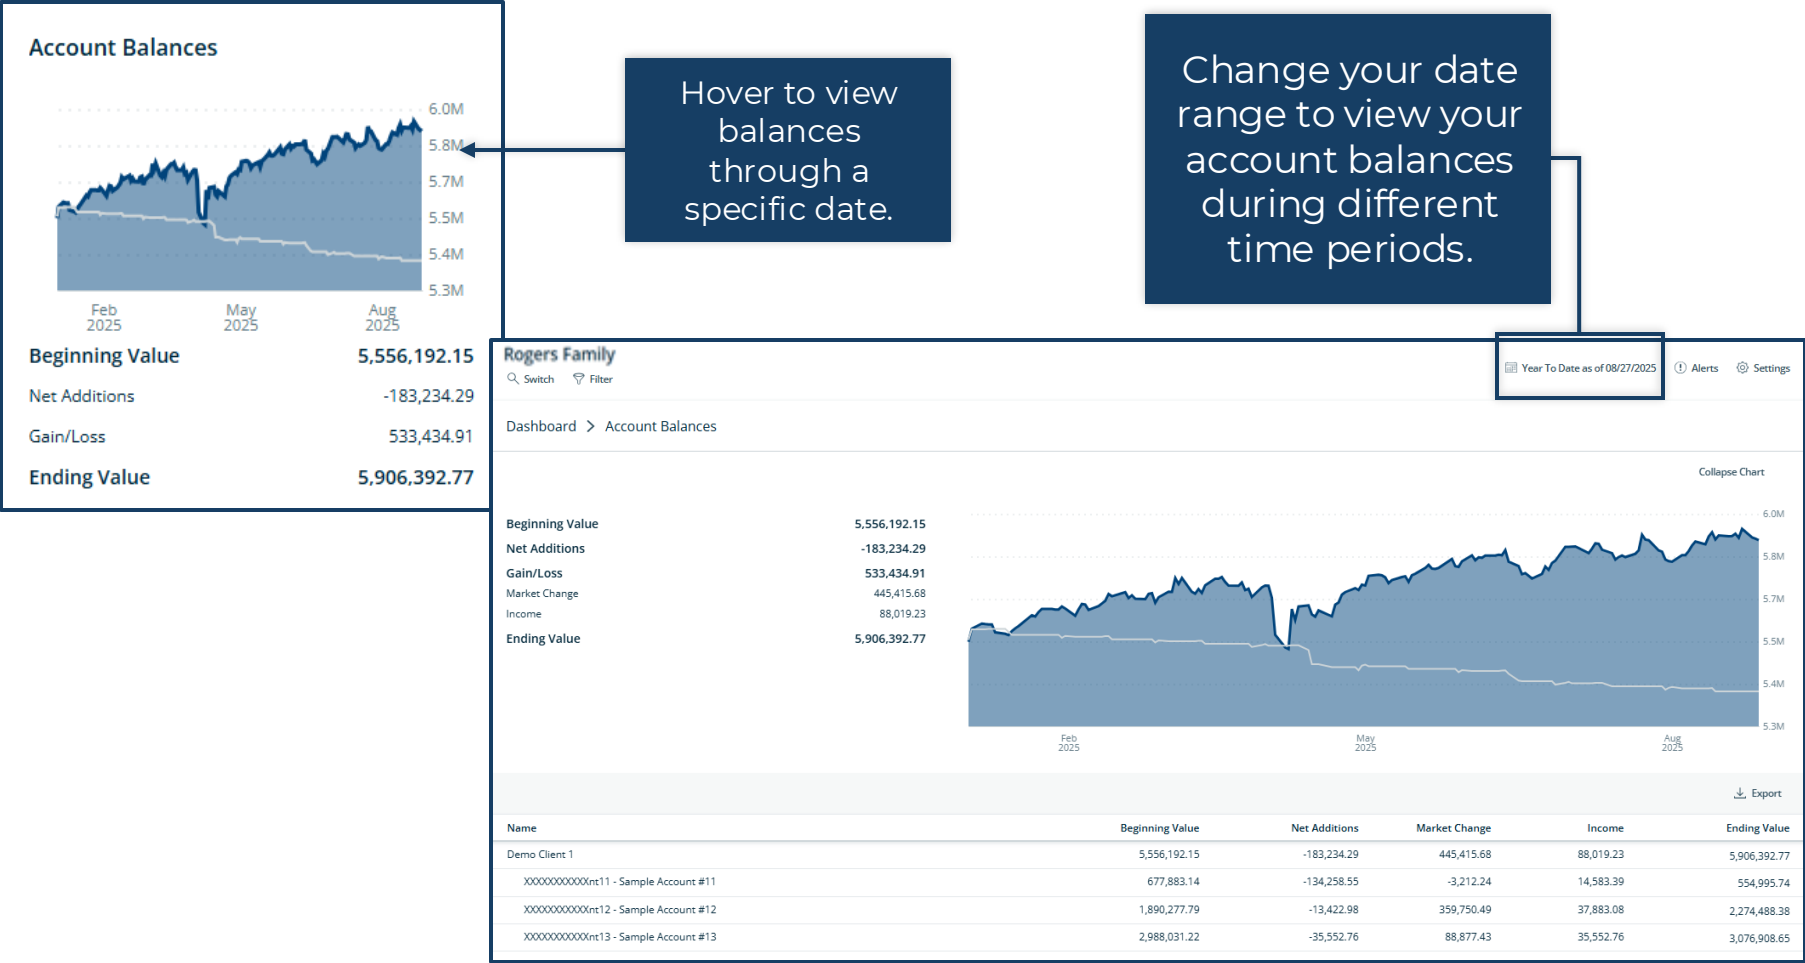 Account Balances
6.0M
5.8M
5.7M
5.5M
5.4M
5.3M
Feb May Aug
2025 2025 2025
Beginning Value 5,556,192.15
Net Additions -183,234.29
Gain/Loss 533,434.91
Ending Value 5,906,392.77
Hover to view
balances
through a
specific date.
Change your date
range to view your
account balances
during different
time periods.
Rogers Family
Switch Filter
Year To Date as of 08/27/2025 Alerts Settings
Dashboard > Account Balances
Collapse Chart
Beginning Value 5,556,192.15
Net Additions -183,234.29
Gain/Loss 533,434.91
Market Change 445,415.68
Income 88,019.23
Ending Value 5,906,392.77
6.0M
5.8M
5.7M
5.5M
5.4M
5.3M
Feb May Aug
2025 2025 2025
Export
Name Beginning Value Net Additions Market Change Income Ending Value
Demo Client 1 5,556,192.15 -183,234.29 445,415.68 88,019.23 5,906,392.77
XXXXXXXXXXXnt11 - Sample Account #11 677,883.14 -134,258.55 -3,212.24 14,583.39 554,995.74
XXXXXXXXXXXnt12 - Sample Account #12 1,890,277.79 -13,422.98 359,750.49 37,883.08 2,274,488.38
XXXXXXXXXXXnt13 - Sample Account #13 2,988,031.22 -35,552.76 88,877.43 35,552.76 3,076,908.65